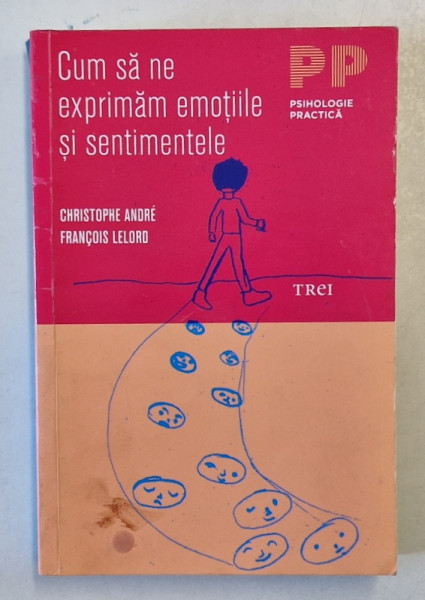 Cum să ne
exprimăm emoțiile
și sentimentele
PP
PSIHOLOGIE
PRACTICĂ
CHRISTOPHE ANDRÉ
FRANÇOIS LELORD
TREI